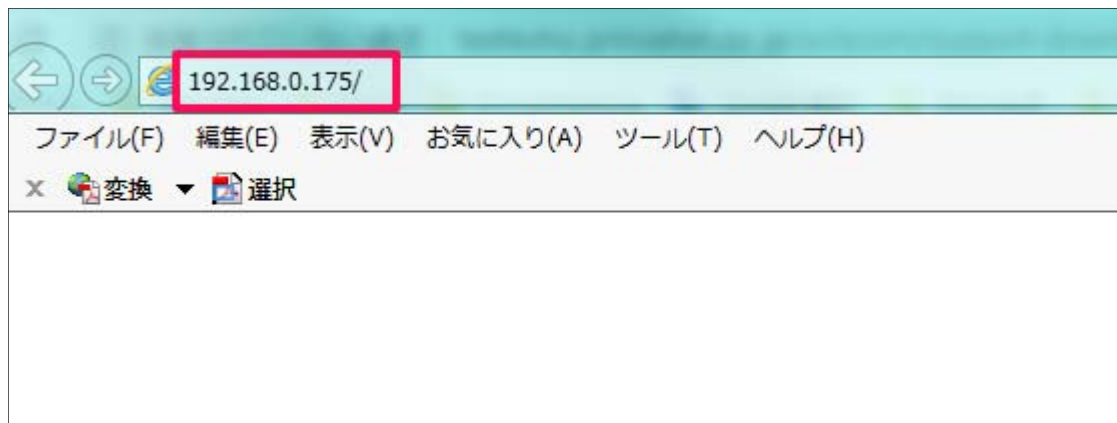 192.168.0.175/
ファイル(F) 編集(E) 表示(V) お気に入り(A) ツール(T) ヘルプ(H)
x 変換 選択